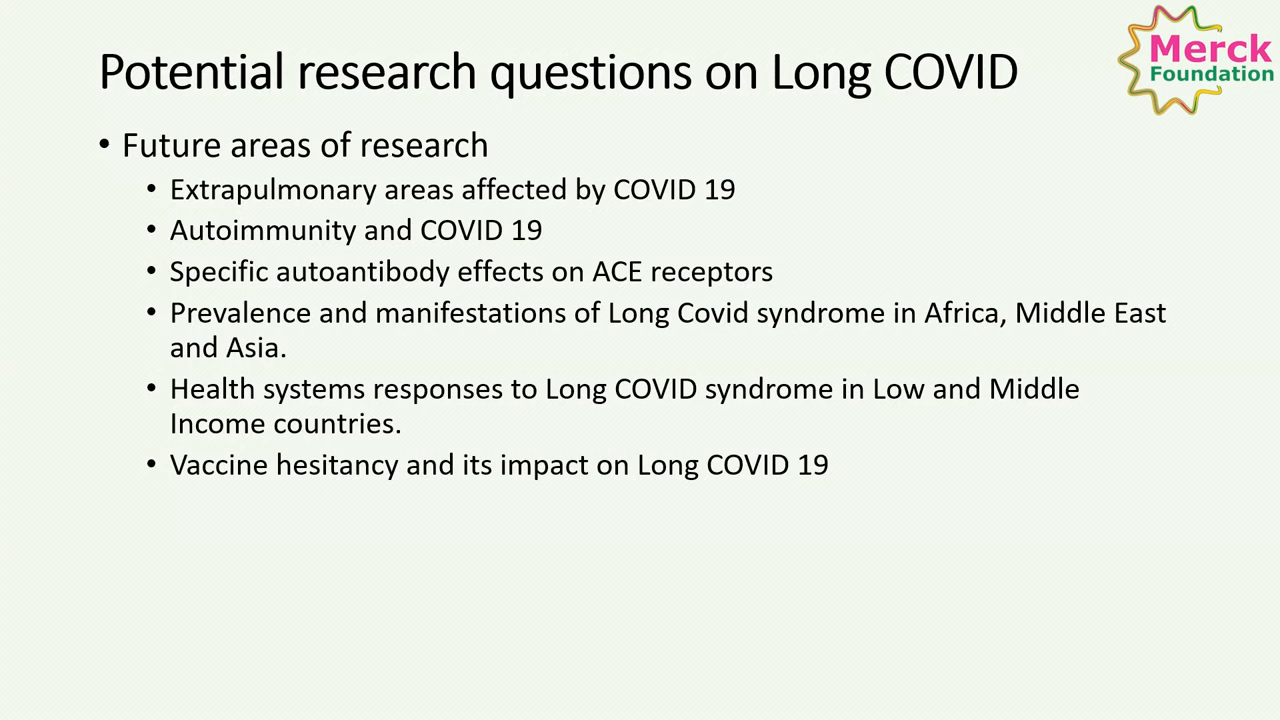 Potential research questions on Long COVID
Merck
Foundation
• Future areas of research
• Extrapulmonary areas affected by COVID 19
• Autoimmunity and COVID 19
• Specific autoantibody effects on ACE receptors
• Prevalence and manifestations of Long Covid syndrome in Africa, Middle East
and Asia.
• Health systems responses to Long COVID syndrome in Low and Middle
Income countries.
• Vaccine hesitancy and its impact on Long COVID 19